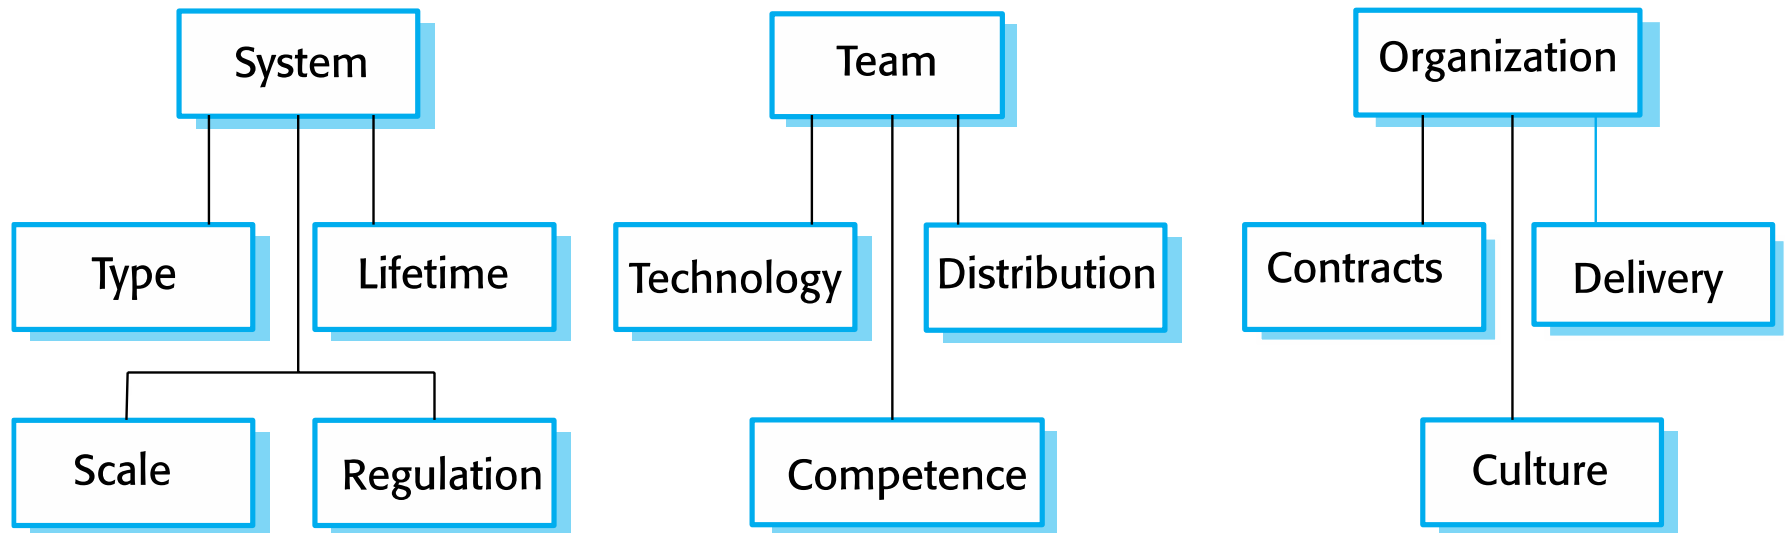 System
Team
Organization
Type
Lifetime
Technology
Distribution
Contracts
Delivery
Scale
Regulation
Competence
Culture